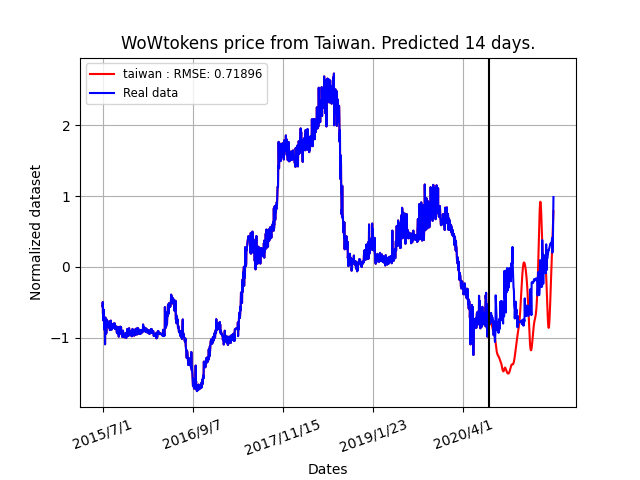 WoWtokens price from Taiwan. Predicted 14 days.
taiwan : RMSE: 0.71896
Real data
Normalized dataset
2
1
0
−1
2015/7/1
2016/9/7
2017/11/15
2019/1/23
2020/4/1
Dates